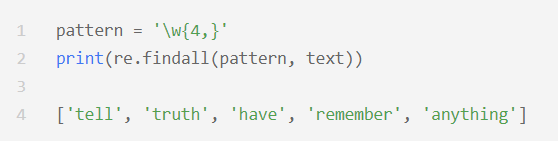 1 pattern = '\w{4,}'
2 print(re.findall(pattern, text))
3
4 ['tell', 'truth', 'have', 'remember', 'anything']